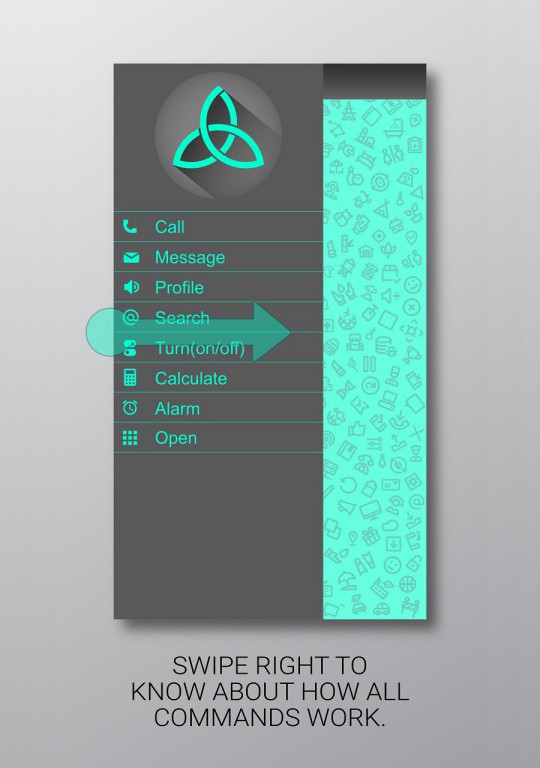 Call
Message
Profile
Search
Turn(on/off)
Calculate
Alarm
Open
SWIPE RIGHT TO
KNOW ABOUT HOW ALL
COMMANDS WORK.